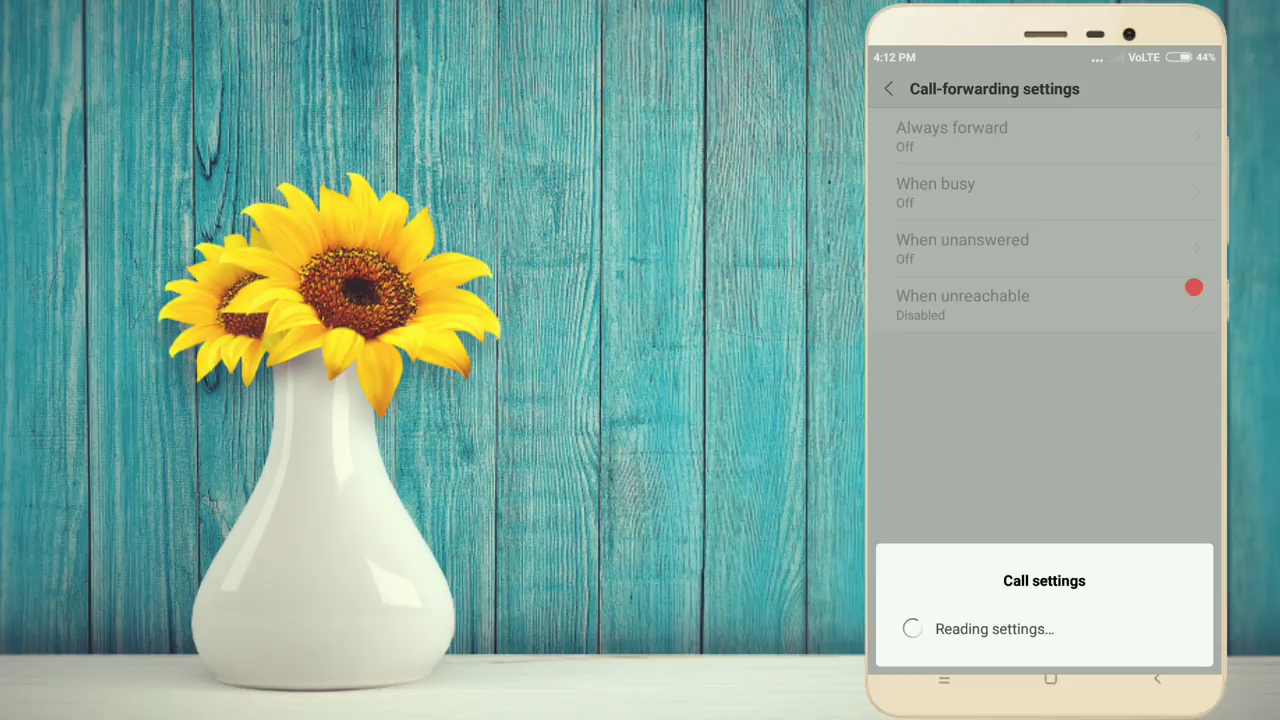 4:12 PM
... VoLTE 44%
Call-forwarding settings
Always forward
Off
When busy
Off
When unanswered
Off
When unreachable
Disabled
Call settings
Reading settings…